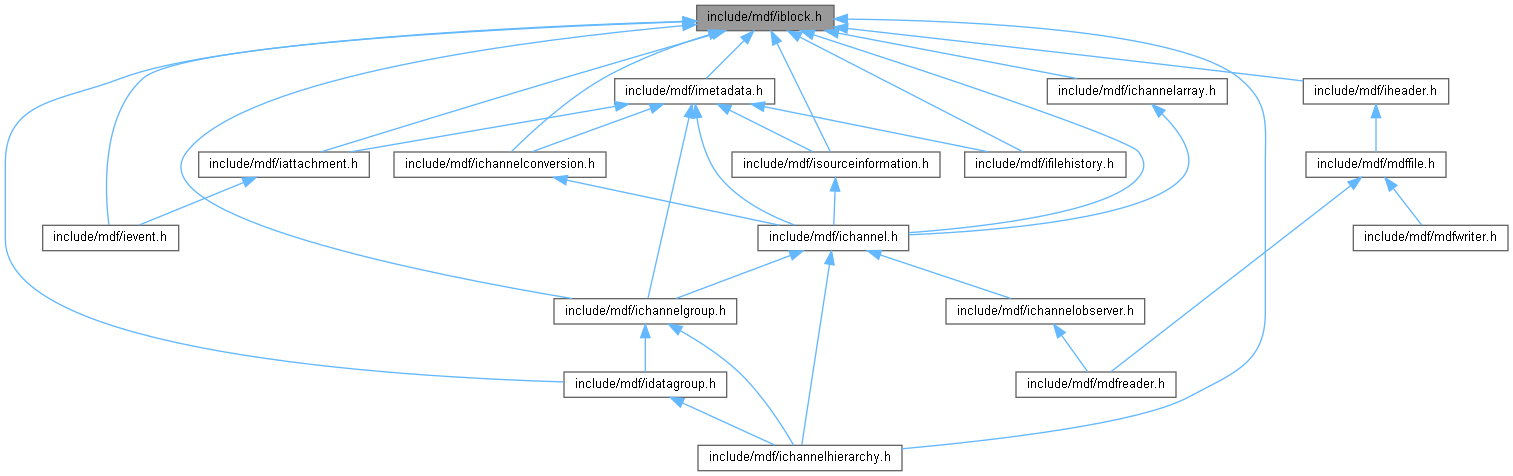 include/mdf/iblock.h
include/mdf/imetadata.h
include/mdf/ichannelarray.h
include/mdf/iheader.h
include/mdf/iattachment.h
include/mdf/ichannelconversion.h
include/mdf/isourceinformation.h
include/mdf/ifilehistory.h
include/mdf/mdffile.h
include/mdf/ievent.h
include/mdf/ichannel.h
include/mdf/mdfwriter.h
include/mdf/ichannelgroup.h
include/mdf/ichannelobserver.h
include/mdf/idatagroup.h
include/mdf/mdfreader.h
include/mdf/ichannelhierarchy.h